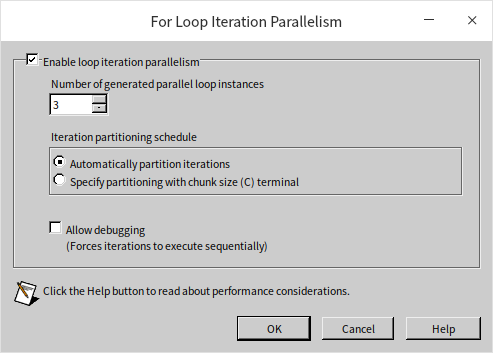 For Loop Iteration Parallelism
Enable loop iteration parallelism
Number of generated parallel loop instances
3
Iteration partitioning schedule
Automatically partition iterations
Specify partitioning with chunk size (C) terminal
Allow debugging
(Forces iterations to execute sequentially)
Click the Help button to read about performance considerations.
OK Cancel Help